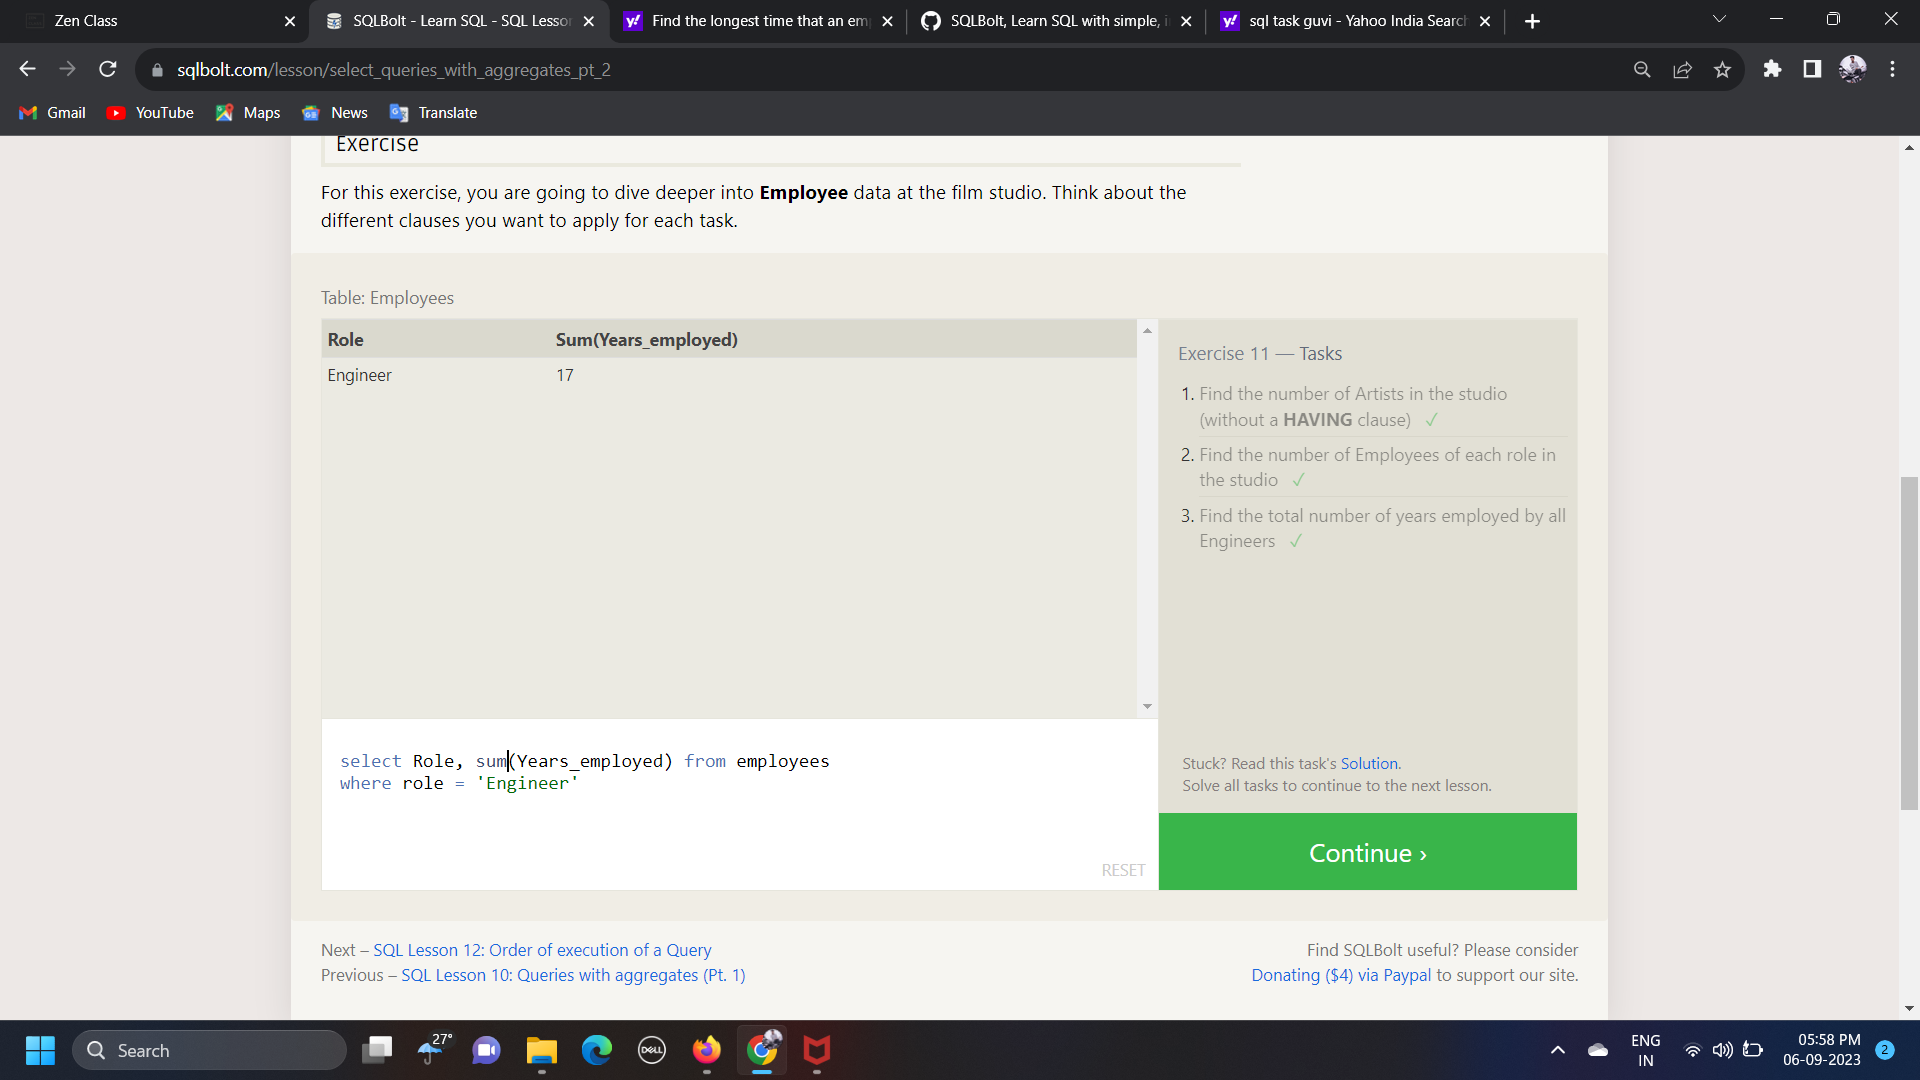 Zen Class
SQLBolt - Learn SQL - SQL Lesson
Find the longest time that an em
SQLBolt, Learn SQL with simple, i
sql task guvi - Yahoo India Search
sqlbolt.com/lesson/select_queries_with_aggregates_pt_2
Gmail
YouTube
Maps
News
Translate
Exercise
For this exercise, you are going to dive deeper into Employee data at the film studio. Think about the
different clauses you want to apply for each task.
Table: Employees
Role Sum(Years_employed)
Engineer 17
Exercise 11 — Tasks
1. Find the number of Artists in the studio
(without a HAVING clause) ✓
2. Find the number of Employees of each role in
the studio ✓
3. Find the total number of years employed by all
Engineers ✓
select Role, sum(Years_employed) from employees
where role = 'Engineer'
RESET
Stuck? Read this task's Solution.
Solve all tasks to continue to the next lesson.
Continue ›
Next – SQL Lesson 12: Order of execution of a Query
Previous – SQL Lesson 10: Queries with aggregates (Pt. 1)
Find SQLBolt useful? Please consider
Donating ($4) via Paypal to support our site.
Search
27°
DELL
ENG
IN
05:58 PM
06-09-2023
2